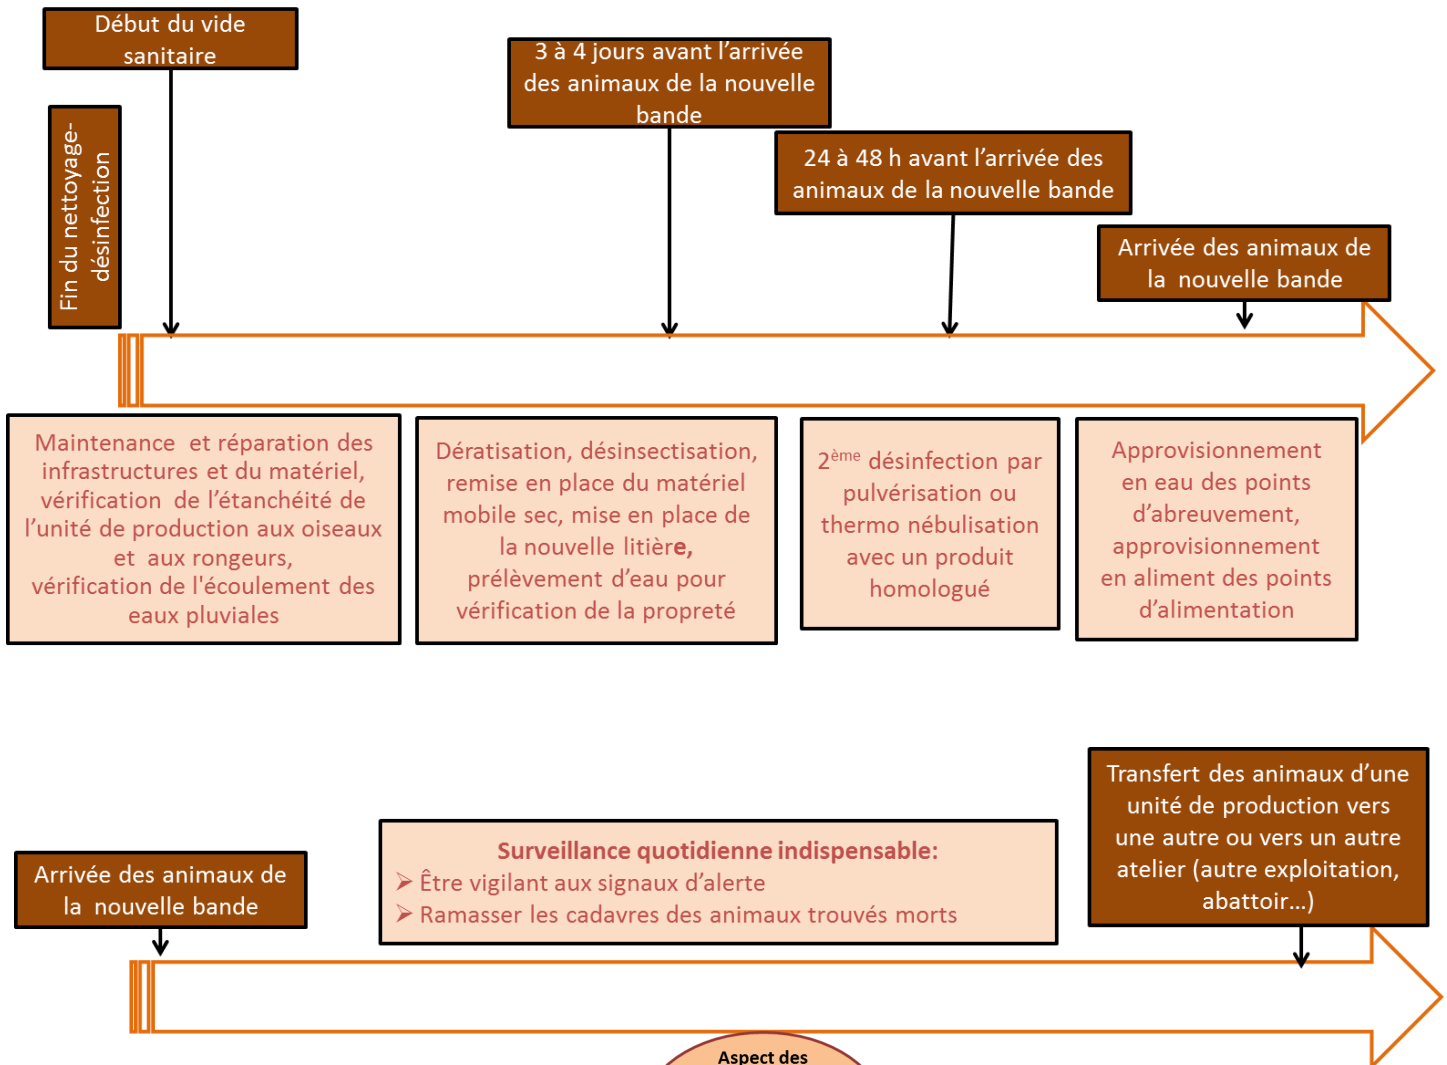 Début du vide
sanitaire
Fin du nettoyage-
désinfection
3 à 4 jours avant l’arrivée
des animaux de la nouvelle
bande
24 à 48 h avant l’arrivée des
animaux de la nouvelle bande
Arrivée des animaux de
la nouvelle bande
Maintenance et réparation des
infrastructures et du matériel,
vérification de l’étanchéité de
l’unité de production aux oiseaux
et aux rongeurs,
vérification de l'écoulement des
eaux pluviales
Dératisation, désinsectisation,
remise en place du matériel
mobile sec, mise en place de
la nouvelle litière,
prélèvement d’eau pour
vérification de la propreté
2ème désinfection par
pulvérisation ou
thermo nébulisation
avec un produit
homologué
Approvisionnement
en eau des points
d’abreuvement,
approvisionnement
en aliment des points
d’alimentation
Arrivée des animaux de
la nouvelle bande
Surveillance quotidienne indispensable:
➢ Être vigilant aux signaux d’alerte
➢ Ramasser les cadavres des animaux trouvés morts
Transfert des animaux d’une
unité de production vers
une autre ou vers un autre
atelier (autre exploitation,
abattoir…)
Aspect des